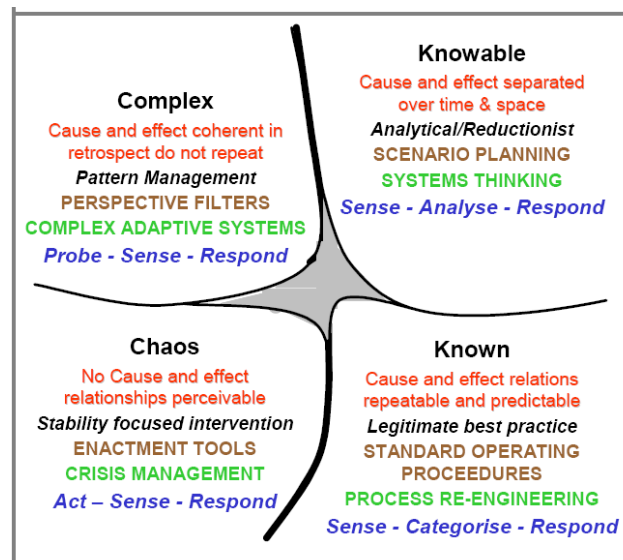 Complex
Cause and effect coherent in
retrospect do not repeat
Pattern Management
PERSPECTIVE FILTERS
COMPLEX ADAPTIVE SYSTEMS
Probe - Sense - Respond
Knowable
Cause and effect separated
over time & space
Analytical/Reductionist
SCENARIO PLANNING
SYSTEMS THINKING
Sense - Analyse - Respond
Chaos
No Cause and effect
relationships perceivable
Stability focused intervention
ENACTMENT TOOLS
CRISIS MANAGEMENT
Act – Sense - Respond
Known
Cause and effect relations
repeatable and predictable
Legitimate best practice
STANDARD OPERATING
PROCEEDURES
PROCESS RE-ENGINEERING
Sense - Categorise - Respond